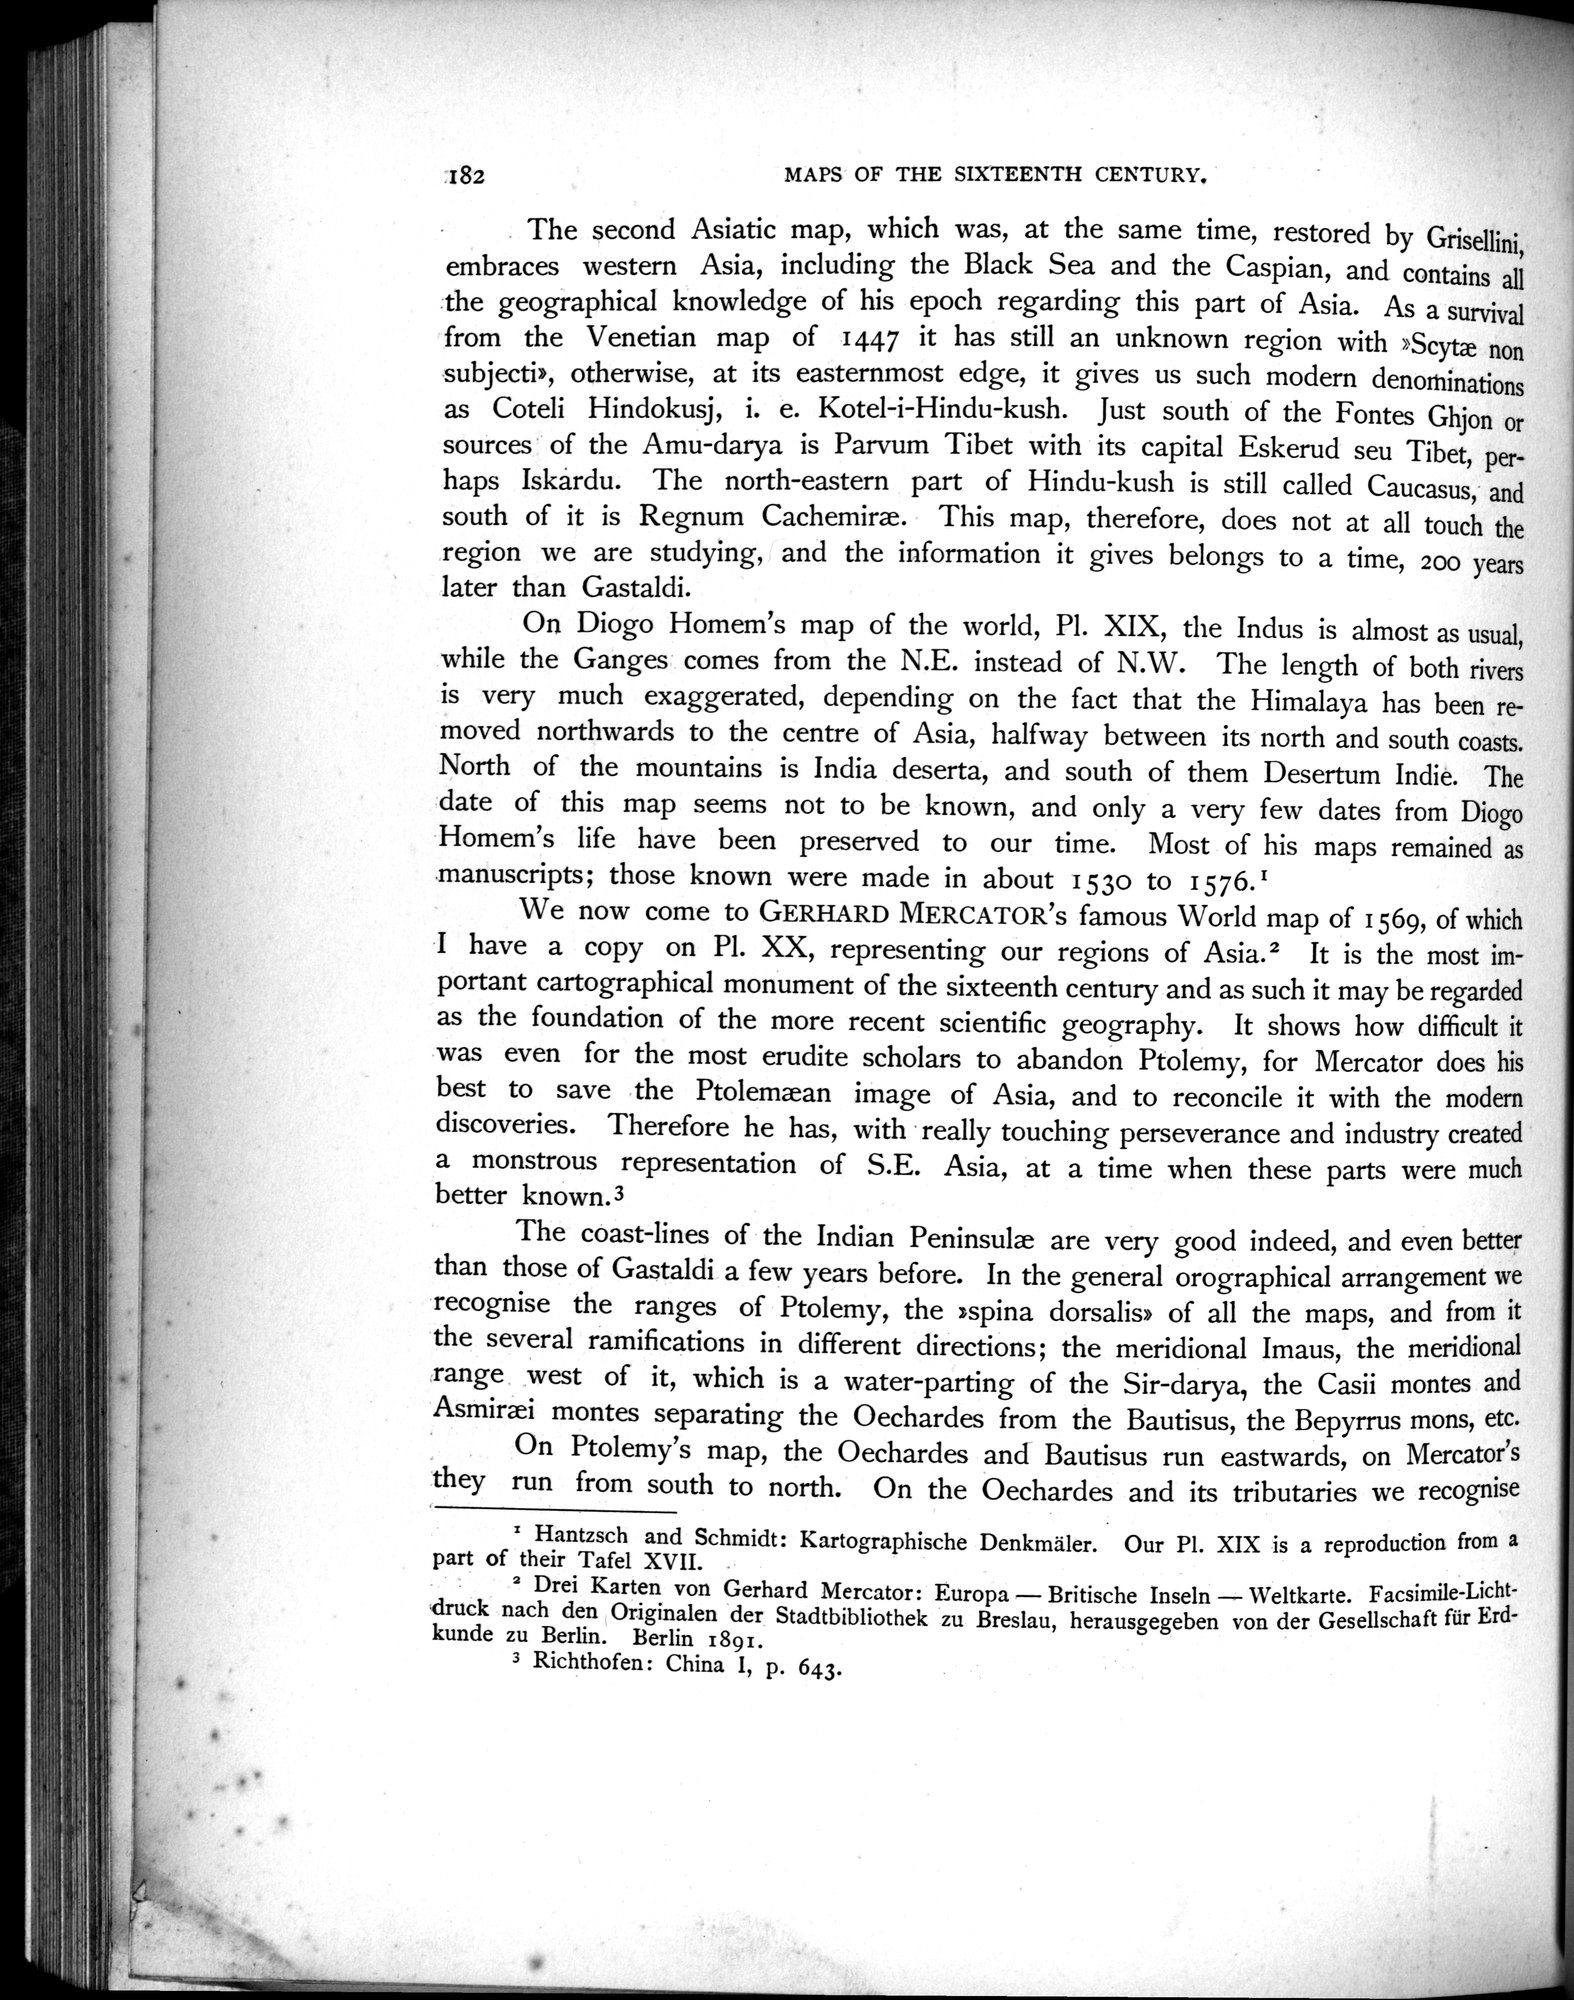 182 MAPS OF THE SIXTEENTH CENTURY.
The second Asiatic map, which was, at the same time, restored by Grisellini,
embraces western Asia, including the Black Sea and the Caspian, and contains all
the geographical knowledge of his epoch regarding this part of Asia. As a survival
from the Venetian map of 1447 it has still an unknown region with »Scytæ non
subjecti», otherwise, at its easternmost edge, it gives us such modern denominations
as Coteli Hindokusj, i. e. Kotel-i-Hindu-kush. Just south of the Fontes Ghjon or
sources of the Amu-darya is Parvum Tibet with its capital Eskerud seu Tibet, per-
haps Iskardu. The north-eastern part of Hindu-kush is still called Caucasus, and
south of it is Regnum Cachemiræ. This map, therefore, does not at all touch the
region we are studying, and the information it gives belongs to a time, 200 years
later than Gastaldi.
On Diogo Homem's map of the world, Pl. XIX, the Indus is almost as usual,
while the Ganges comes from the N.E. instead of N.W. The length of both rivers
is very much exaggerated, depending on the fact that the Himalaya has been re-
moved northwards to the centre of Asia, halfway between its north and south coasts.
North of the mountains is India deserta, and south of them Desertum Indie. The
date of this map seems not to be known, and only a very few dates from Diogo
Homem's life have been preserved to our time. Most of his maps remained as
manuscripts; those known were made in about 1530 to 1576.¹
We now come to GERHARD MERCATOR's famous World map of 1569, of which
I have a copy on Pl. XX, representing our regions of Asia.² It is the most im-
portant cartographical monument of the sixteenth century and as such it may be regarded
as the foundation of the more recent scientific geography. It shows how difficult it
was even for the most erudite scholars to abandon Ptolemy, for Mercator does his
best to save the Ptolemæan image of Asia, and to reconcile it with the modern
discoveries. Therefore he has, with really touching perseverance and industry created
a monstrous representation of S.E. Asia, at a time when these parts were much
better known.³
The coast-lines of the Indian Peninsulæ are very good indeed, and even better
than those of Gastaldi a few years before. In the general orographical arrangement we
recognise the ranges of Ptolemy, the »spina dorsalis» of all the maps, and from it
the several ramifications in different directions; the meridional Imaus, the meridional
range west of it, which is a water-parting of the Sir-darya, the Casii montes and
Asmiræi montes separating the Oechardes from the Bautisus, the Bepyrrus mons, etc.
On Ptolemy's map, the Oechardes and Bautisus run eastwards, on Mercator's
they run from south to north. On the Oechardes and its tributaries we recognise
¹ Hantzsch and Schmidt: Kartographische Denkmäler. Our Pl. XIX is a reproduction from a
part of their Tafel XVII.
² Drei Karten von Gerhard Mercator: Europa — Britische Inseln — Weltkarte. Facsimile-Licht-
druck nach den Originalen der Stadtbibliothek zu Breslau, herausgegeben von der Gesellschaft für Erd-
kunde zu Berlin. Berlin 1891.
³ Richthofen: China I, p. 643.